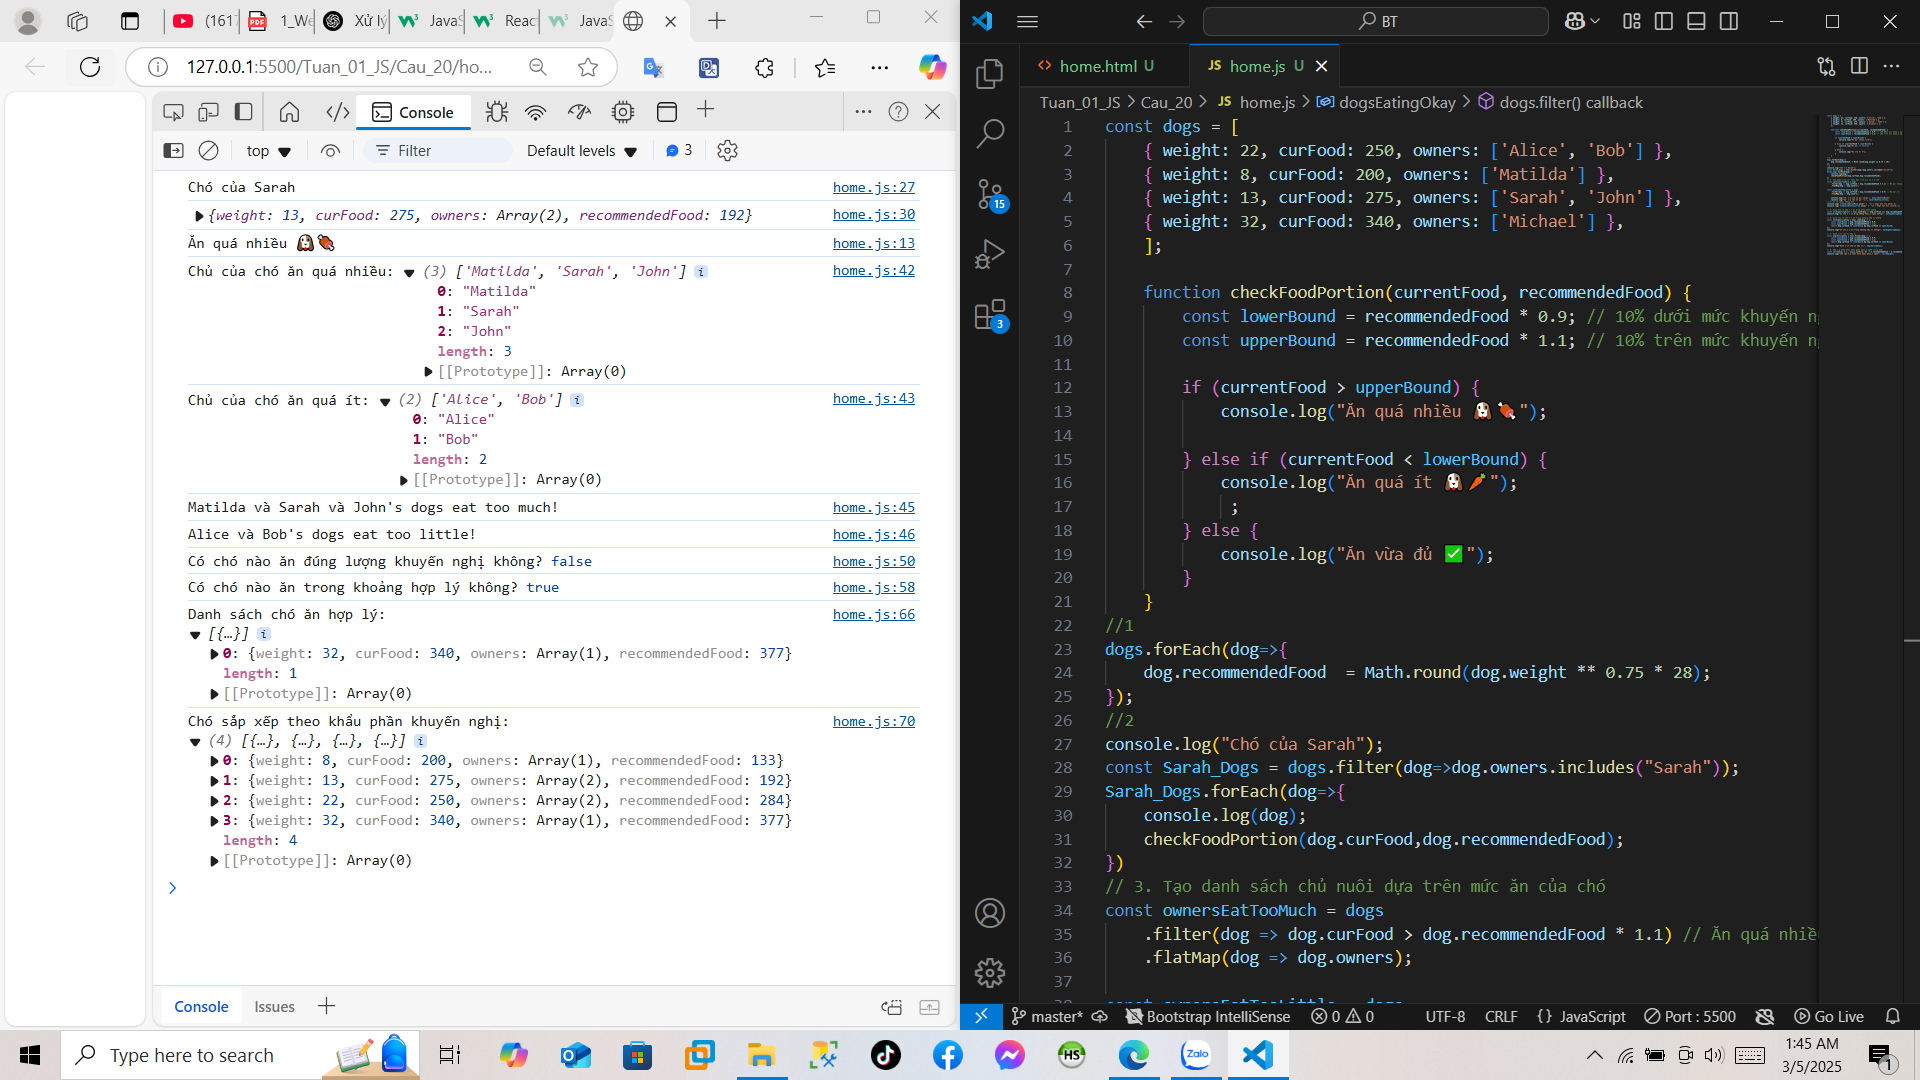 (161
1_We
Xử lý
JavaS
Reac
JavaS
127.0.0.1:5500/Tuan_01_JS/Cau_20/ho...
Console
top
Filter
Default levels
3
Chó của Sarah home.js:27
{weight: 13, curFood: 275, owners: Array(2), recommendedFood: 192} home.js:30
Ăn quá nhiều 🐶🍖 home.js:13
Chủ của chó ăn quá nhiều: (3) ['Matilda', 'Sarah', 'John'] i home.js:42
0: "Matilda"
1: "Sarah"
2: "John"
length: 3
[[Prototype]]: Array(0)
Chủ của chó ăn quá ít: (2) ['Alice', 'Bob'] i home.js:43
0: "Alice"
1: "Bob"
length: 2
[[Prototype]]: Array(0)
Matilda và Sarah và John's dogs eat too much! home.js:45
Alice và Bob's dogs eat too little! home.js:46
Có chó nào ăn đúng lượng khuyến nghị không? false home.js:50
Có chó nào ăn trong khoảng hợp lý không? true home.js:58
Danh sách chó ăn hợp lý: home.js:66
[{…}] i
0: {weight: 32, curFood: 340, owners: Array(1), recommendedFood: 377}
length: 1
[[Prototype]]: Array(0)
Chó sắp xếp theo khẩu phần khuyến nghị: home.js:70
(4) [{…}, {…}, {…}, {…}] i
0: {weight: 8, curFood: 200, owners: Array(1), recommendedFood: 133}
1: {weight: 13, curFood: 275, owners: Array(2), recommendedFood: 192}
2: {weight: 22, curFood: 250, owners: Array(2), recommendedFood: 284}
3: {weight: 32, curFood: 340, owners: Array(1), recommendedFood: 377}
length: 4
[[Prototype]]: Array(0)
Console Issues
BT
home.html U
JS home.js U
Tuan_01_JS > Cau_20 > JS home.js > dogsEatingOkay > dogs.filter() callback
15
3
1 const dogs = [
2 { weight: 22, curFood: 250, owners: ['Alice', 'Bob'] },
3 { weight: 8, curFood: 200, owners: ['Matilda'] },
4 { weight: 13, curFood: 275, owners: ['Sarah', 'John'] },
5 { weight: 32, curFood: 340, owners: ['Michael'] },
6 ];
7
8 function checkFoodPortion(currentFood, recommendedFood) {
9 const lowerBound = recommendedFood * 0.9; // 10% dưới mức khuyến n
10 const upperBound = recommendedFood * 1.1; // 10% trên mức khuyến n
11
12 if (currentFood > upperBound) {
13 console.log("Ăn quá nhiều 🐶🍖");
14
15 } else if (currentFood < lowerBound) {
16 console.log("Ăn quá ít 🐶🥕");
17 ;
18 } else {
19 console.log("Ăn vừa đủ ✅");
20 }
21 }
22 //1
23 dogs.forEach(dog=>{
24 dog.recommendedFood  = Math.round(dog.weight ** 0.75 * 28);
25 });
26 //2
27 console.log("Chó của Sarah");
28 const Sarah_Dogs = dogs.filter(dog=>dog.owners.includes("Sarah"));
29 Sarah_Dogs.forEach(dog=>{
30 console.log(dog);
31 checkFoodPortion(dog.curFood,dog.recommendedFood);
32 })
33 // 3. Tạo danh sách chủ nuôi dựa trên mức ăn của chó
34 const ownersEatTooMuch = dogs
35 .filter(dog => dog.curFood > dog.recommendedFood * 1.1) // Ăn quá nhiề
36 .flatMap(dog => dog.owners);
37
master* Bootstrap IntelliSense 0 0 UTF-8 CRLF {} JavaScript Port : 5500 Go Live
Type here to search
HS
Zalo
1:45 AM
3/5/2025
1